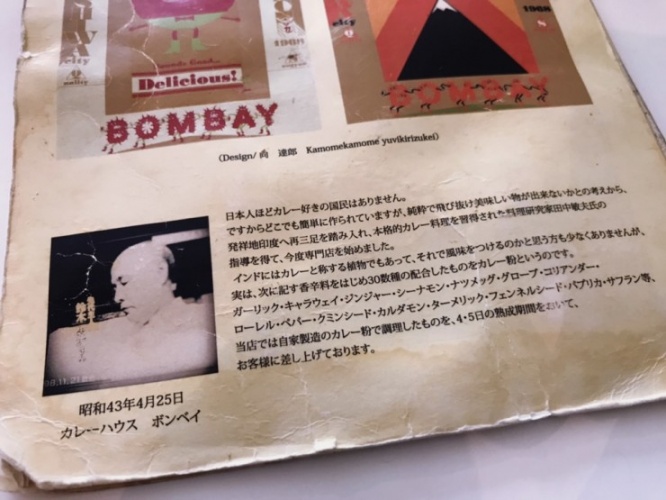 1968
Delicious!
BOMBAY
1968
BOMBAY
(Design/ 尚 達郎 Kamomekamome yuvikirizukei)
日本人ほどカレー好きの国民はありません。
ですからどこでも簡単に作られていますが、純粋で飛び抜け美味しい物が出来ないかとの考えから、
発祥地印度へ再三足を踏み入れ、本格的カレー料理を習得された料理研究家田中敏夫氏の
指導を得て、今度専門店を始めました。
インドにはカレーと称する植物でもあって、それで風味をつけるのかと思う方も少なくありませんが、
実は、次に記す香辛料をはじめ30数種の配合したものをカレー粉というのです。
ガーリック・キャラウェイ・ジンジャー・シーナモン・ナツメッグ・グローブ・コリアンダー・
ローレル・ペパー・クミンシード・カルダモン・ターメリック・フェンネルシード・パプリカ・サフラン等、
当店では自家製造のカレー粉で調理したものを、4・5日の熟成期間をおいて、
お客様に差し上げております。
昭和43年4月25日
カレーハウス ボンベイ